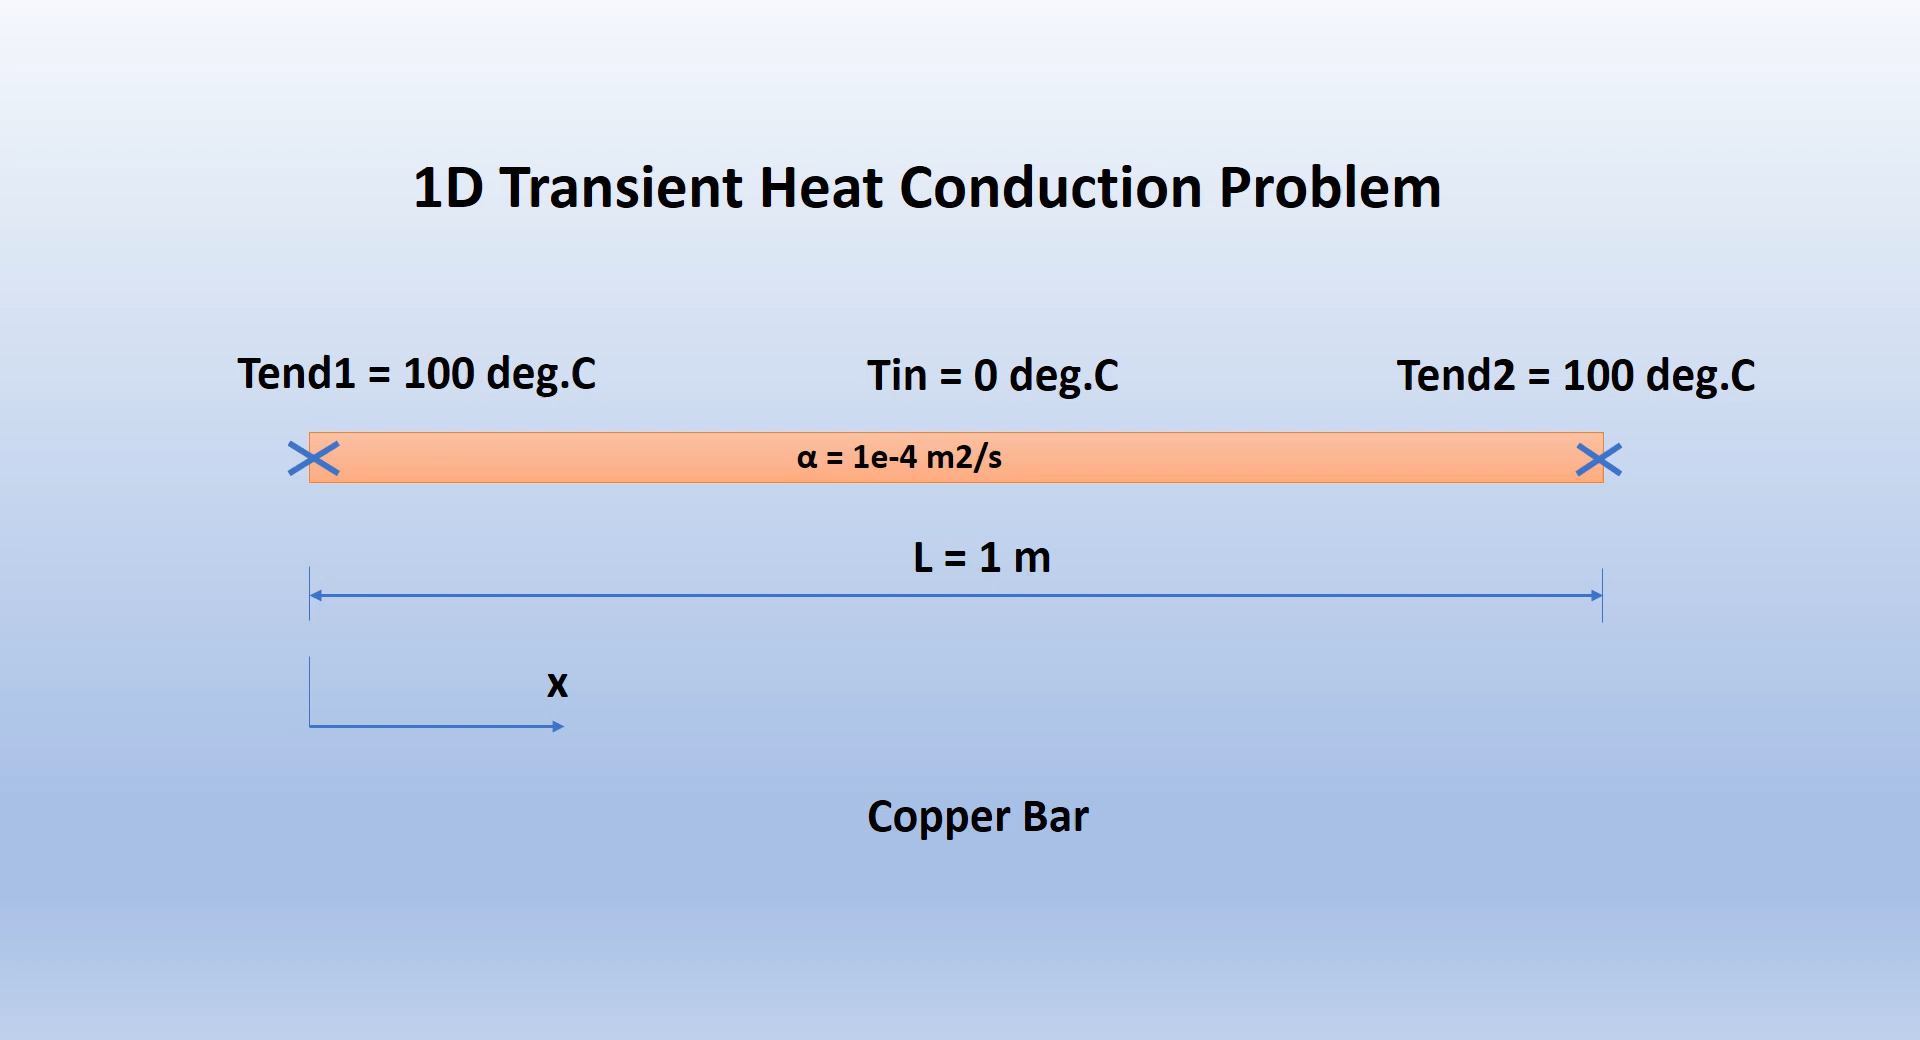 1D Transient Heat Conduction Problem
Tend1 = 100 deg.C
Tin = 0 deg.C
Tend2 = 100 deg.C
α = 1e-4 m2/s
L = 1 m
x
Copper Bar